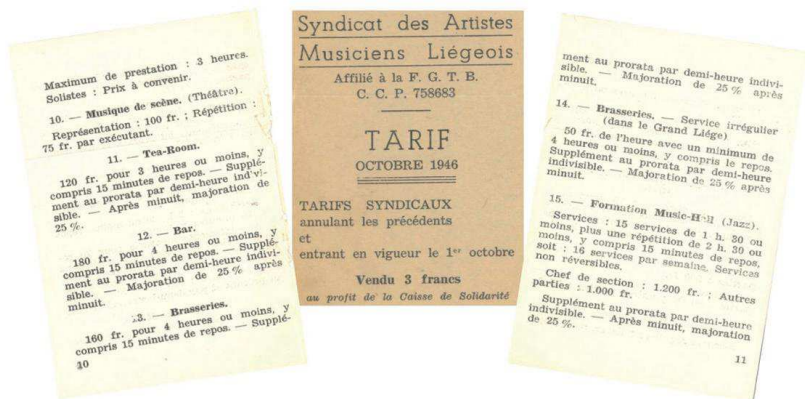 Maximum de prestation : 3 heures.
Solistes : Prix à convenir.
10. — Musique de scène. (Théâtre).
Représentation : 100 fr. ; Répétition :
75 fr. par exécutant.
11. — Tea-Room.
120 fr. pour 3 heures ou moins, y
compris 15 minutes de repos. — Supplé-
ment au prorata par demi-heure indivi-
sible. — Après minuit, majoration de
25 %.
12. — Bar.
180 fr. pour 4 heures ou moins, y
compris 15 minutes de repos. — Supplé-
ment au prorata par demi-heure indivi-
sible. — Majoration de 25 % après
minuit.
13. — Brasseries.
160 fr. pour 4 heures ou moins, y
compris 15 minutes de repos. — Supplé-
10
Syndicat des Artistes
Musiciens Liégeois
Affilié à la F. G. T. B.
C. C. P. 758683
TARIF
OCTOBRE 1946
TARIFS SYNDICAUX
annulant les précédents
et
entrant en vigueur le 1er octobre
Vendu 3 francs
au profit de la Caisse de Solidarité
ment au prorata par demi-heure indivi-
sible. — Majoration de 25 % après
minuit.
14. — Brasseries. — Service irrégulier
(dans le Grand Liége)
50 fr. de l'heure avec un minimum de
4 heures ou moins, y compris le repos.
Supplément au prorata par demi-heure
indivisible. — Majoration de 25 % après
minuit.
15. — Formation Music-Hall (Jazz).
Services : 15 services de 1 h. 30 ou
moins, plus une répétition de 2 h. 30 ou
moins, y compris 15 minutes de repos,
soit : 16 services par semaine. Services
non réversibles.
Chef de section : 1.200 fr. ; Autres
parties : 1.000 fr.
Supplément au prorata par demi-heure
indivisible. — Après minuit, majoration
de 25 %.
11